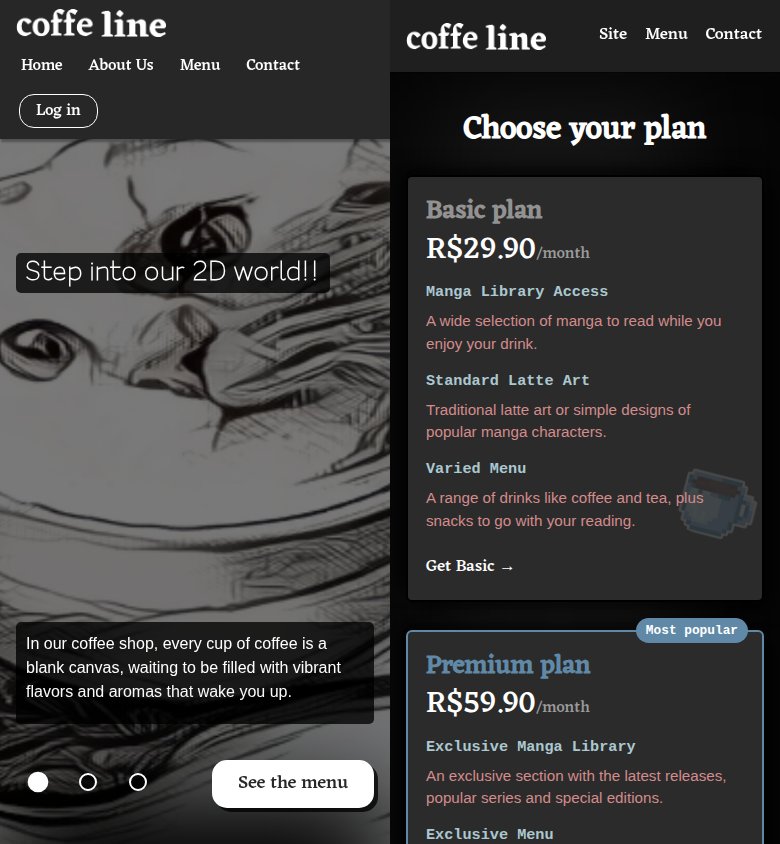 coffe line
Home About Us Menu Contact
Log in
Step into our 2D world!!
In our coffee shop, every cup of coffee is a
blank canvas, waiting to be filled with vibrant
flavors and aromas that wake you up.
See the menu
coffe line
Site Menu Contact
Choose your plan
Basic plan
R$29.90/month
Manga Library Access
A wide selection of manga to read while you
enjoy your drink.
Standard Latte Art
Traditional latte art or simple designs of
popular manga characters.
Varied Menu
A range of drinks like coffee and tea, plus
snacks to go with your reading.
Get Basic →
Most popular
Premium plan
R$59.90/month
Exclusive Manga Library
An exclusive section with the latest releases,
popular series and special editions.
Exclusive Menu